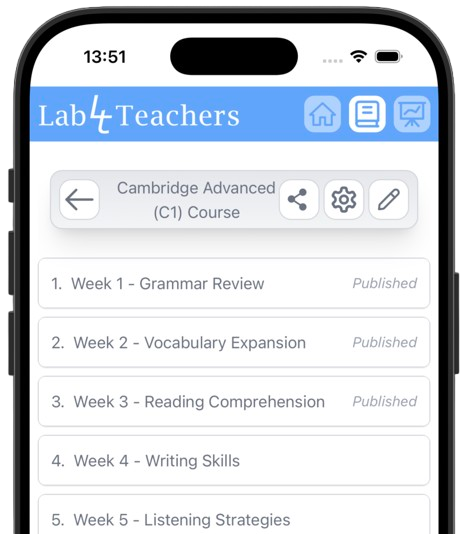 13:51
Lab4Teachers
Cambridge Advanced
(C1) Course
1. Week 1 - Grammar Review Published
2. Week 2 - Vocabulary Expansion Published
3. Week 3 - Reading Comprehension Published
4. Week 4 - Writing Skills
5. Week 5 - Listening Strategies